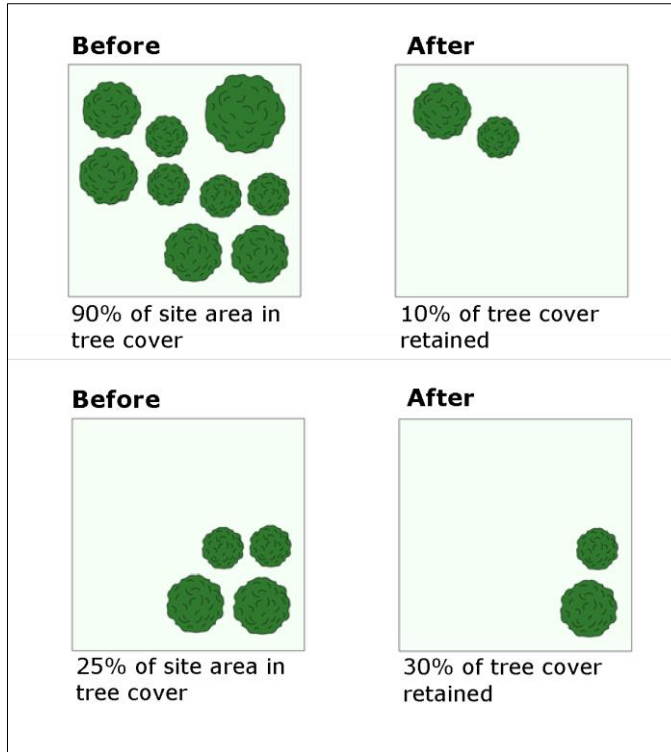 Before
After
90% of site area in
tree cover
10% of tree cover
retained
Before
After
25% of site area in
tree cover
30% of tree cover
retained